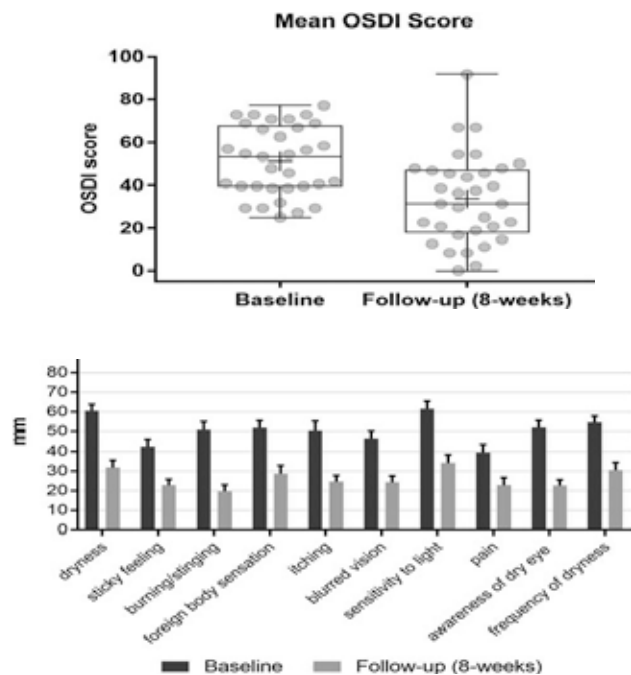 Mean OSDI Score
OSDI score
100
80
60
40
20
0
Baseline
Follow-up (8-weeks)
mm
80
70
60
50
40
30
20
10
0
dryness
sticky feeling
burning/stinging
foreign body sensation
itching
blurred vision
sensitivity to light
pain
awareness of dry eye
frequency of dryness
Baseline
Follow-up (8-weeks)